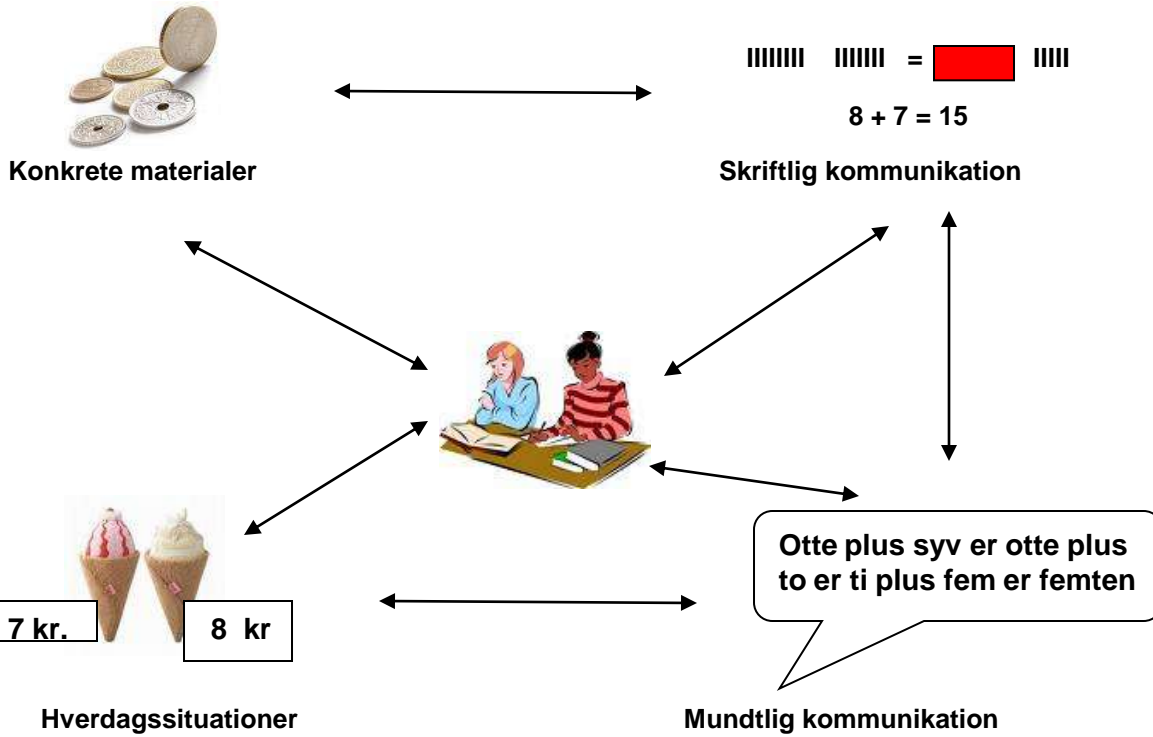 IIIIIIII IIIIIII = IIIII
8 + 7 = 15
Konkrete materialer
Skriftlig kommunikation
Otte plus syv er otte plus
to er ti plus fem er femten
7 kr.
8 kr
Hverdagssituationer
Mundtlig kommunikation